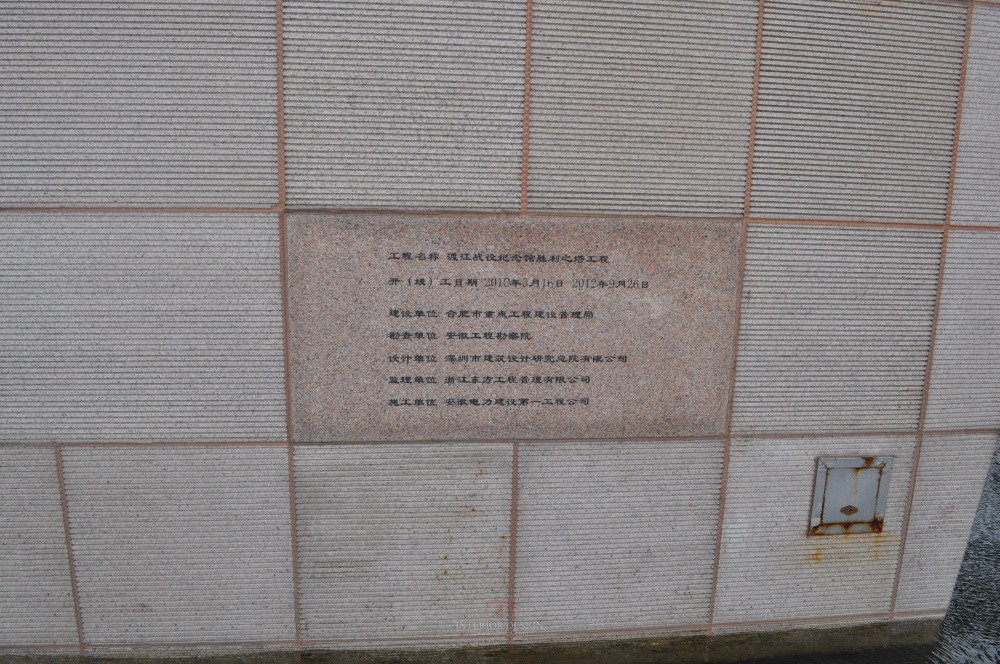 工程名称 渡江战役纪念馆胜利之塔工程
开（竣）工日期 2010年3月16日-2012年9月26日
建设单位 合肥市重点工程建设管理局
勘查单位 安徽工程勘察院
设计单位 深圳市建筑设计研究总院有限公司
监理单位 浙江东方工程管理有限公司
施工单位 安徽电力建设第一工程公司
INTERIOR DESIGN